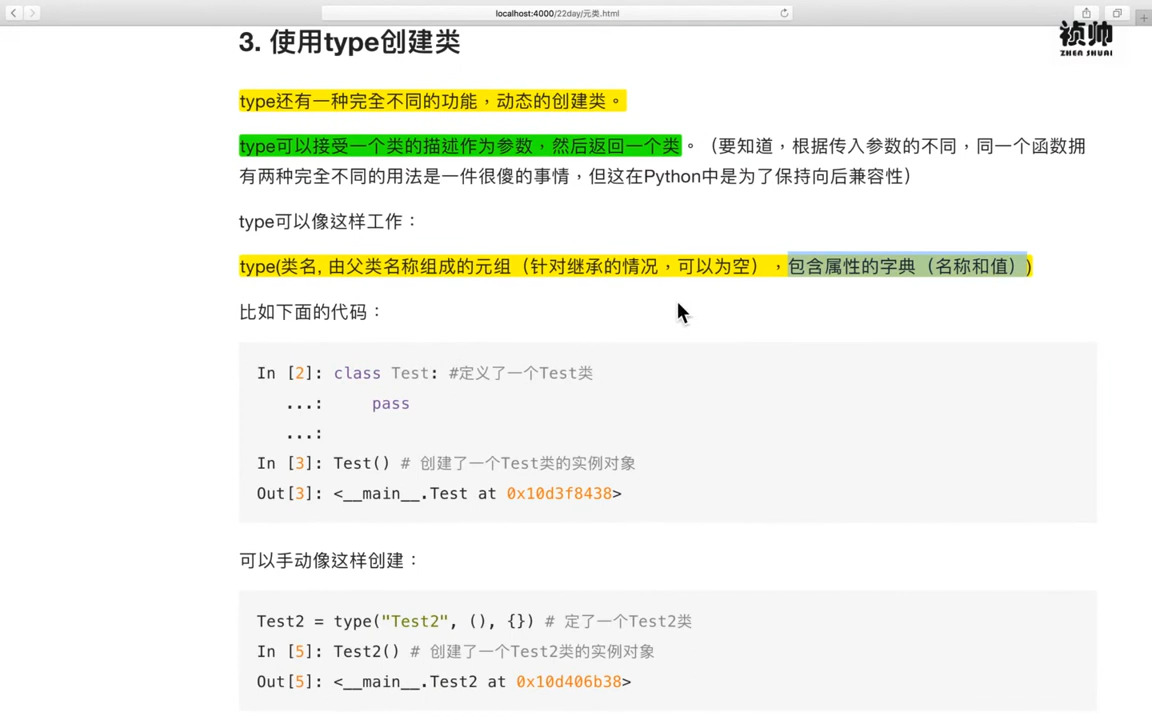 localhost:4000/22day/元类.html
祯帅
ZHEN SHUAI
3. 使用type创建类
type还有一种完全不同的功能，动态的创建类。
type可以接受一个类的描述作为参数，然后返回一个类。（要知道，根据传入参数的不同，同一个函数拥
有两种完全不同的用法是一件很傻的事情，但这在Python中是为了保持向后兼容性）
type可以像这样工作：
type(类名, 由父类名称组成的元组（针对继承的情况，可以为空），包含属性的字典（名称和值）)
比如下面的代码：
In [2]: class Test: #定义了一个Test类
...:     pass
...:
In [3]: Test() # 创建了一个Test类的实例对象
Out[3]: <__main__.Test at 0x10d3f8438>
可以手动像这样创建：
Test2 = type("Test2", (), {}) # 定了一个Test2类
In [5]: Test2() # 创建了一个Test2类的实例对象
Out[5]: <__main__.Test2 at 0x10d406b38>